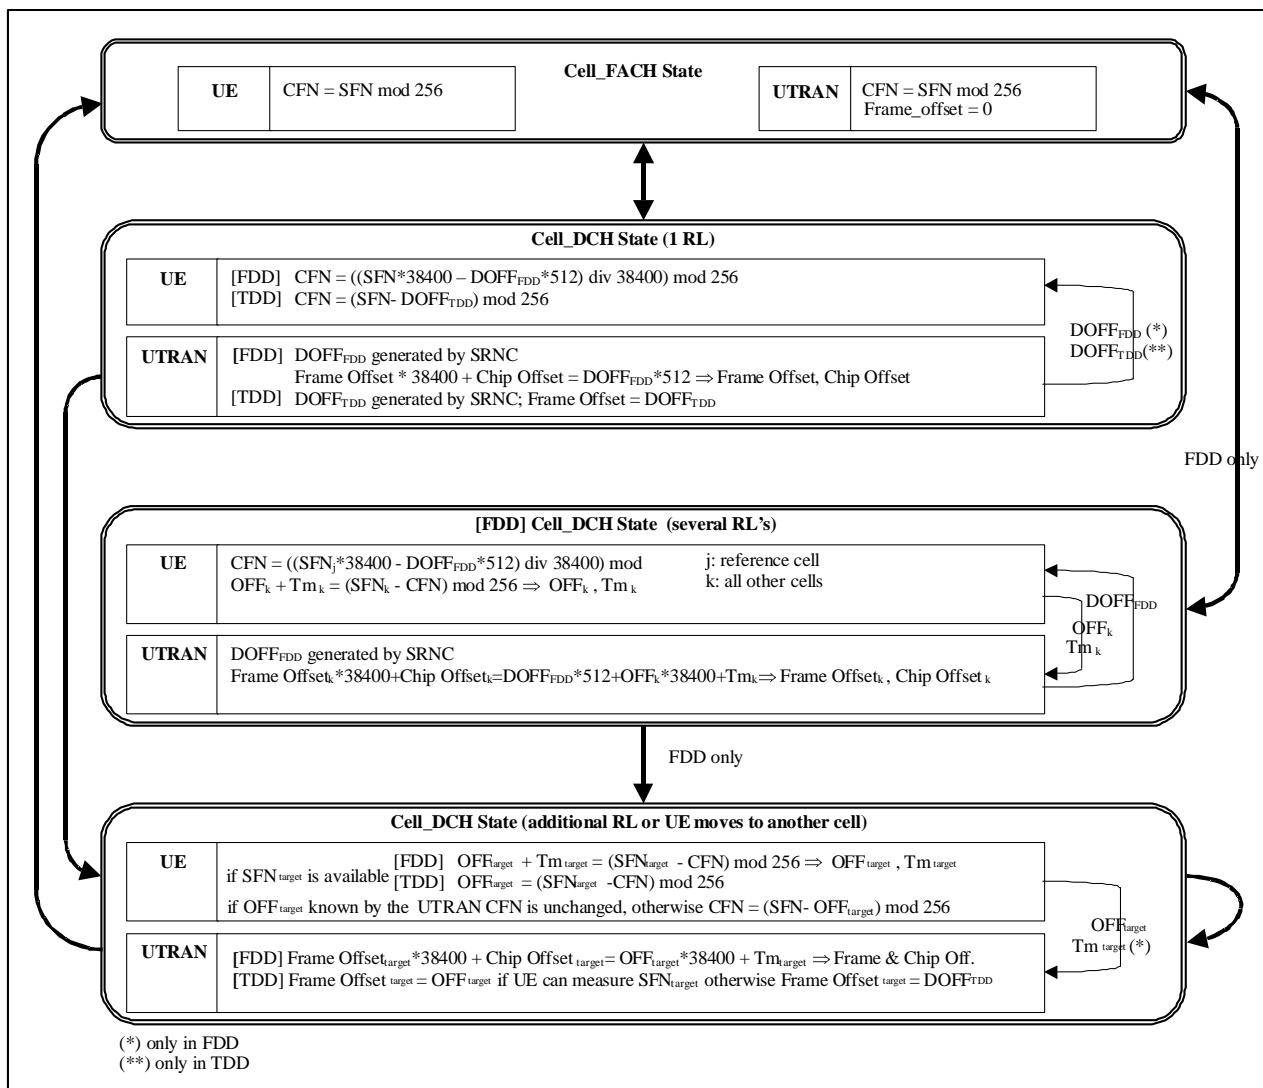 Cell_FACH State
UE CFN = SFN mod 256
UTRAN CFN = SFN mod 256
Frame_offset = 0
Cell_DCH State (1 RL)
UE [FDD] CFN = ((SFN*38400 – DOFFFDD*512) div 38400) mod 256
[TDD] CFN = (SFN- DOFFTDD) mod 256
DOFFFDD (*)
DOFFTDD(**)
UTRAN [FDD] DOFFFDD generated by SRNC
Frame Offset * 38400 + Chip Offset = DOFFFDD*512 ⇒ Frame Offset, Chip Offset
[TDD] DOFFTDD generated by SRNC; Frame Offset = DOFFTDD
FDD only
[FDD] Cell_DCH State (several RL's)
UE CFN = ((SFNj*38400 - DOFFFDD*512) div 38400) mod
OFFk + Tm k = (SFNk - CFN) mod 256 ⇒ OFFk , Tm k
j: reference cell
k: all other cells
DOFFFDD
OFFk
Tm k
UTRAN DOFFFDD generated by SRNC
Frame Offsetk*38400+Chip Offsetk=DOFFFDD*512+OFFk*38400+Tmk⇒ Frame Offsetk , Chip Offset k
FDD only
Cell_DCH State (additional RL or UE moves to another cell)
UE if SFN target is available
[FDD] OFFtarget + Tm target = (SFNtarget - CFN) mod 256 ⇒ OFF target , Tm target
[TDD] OFFtarget = (SFNarget -CFN) mod 256
if OFF target known by the UTRAN CFN is unchanged, otherwise CFN = (SFN- OFFtarget) mod 256
OFFtarget
Tm target (*)
UTRAN [FDD] Frame Offsettarget*38400 + Chip Offset target= OFFtarget*38400 + Tmtarget ⇒ Frame & Chip Off.
[TDD] Frame Offset target = OFF target if UE can measure SFNtarget otherwise Frame Offset target = DOFFTDD
(*) only in FDD
(**) only in TDD